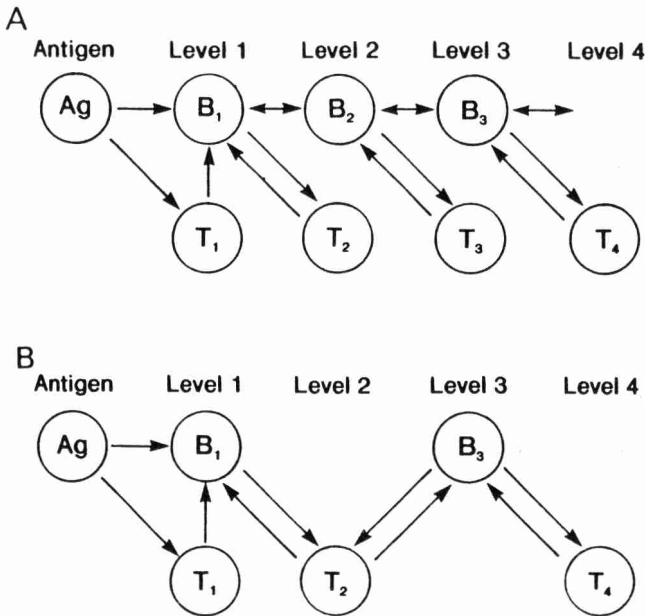 A
Antigen Level 1 Level 2 Level 3 Level 4
Ag B₁ B₂ B₃
T₁ T₂ T₃ T₄
B
Antigen Level 1 Level 2 Level 3 Level 4
Ag B₁ B₃
T₁ T₂ T₄